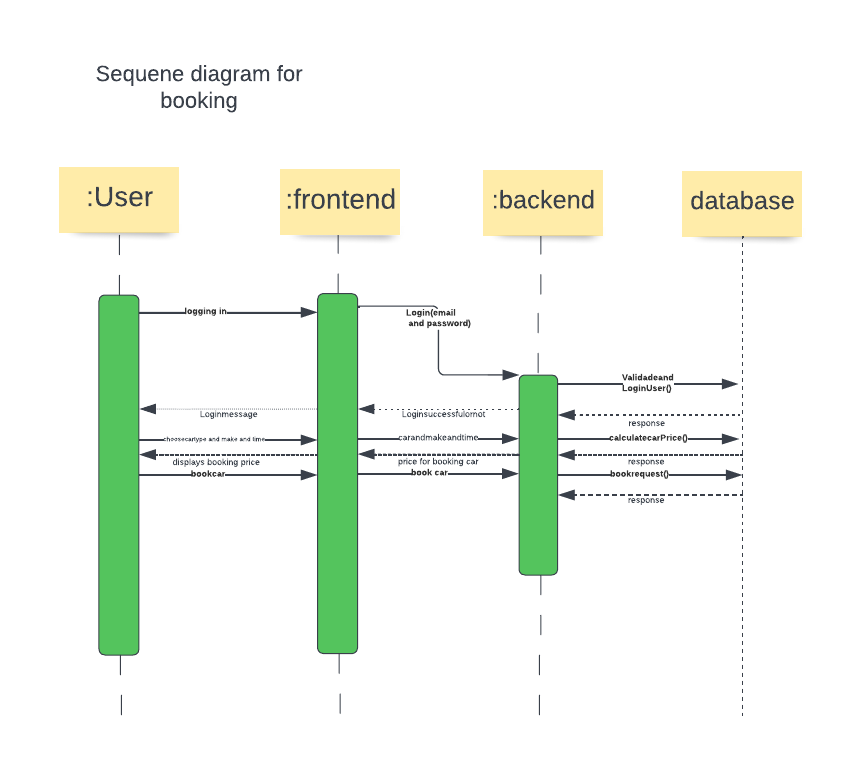 Sequene diagram for
booking
:User
:frontend
:backend
database
logging in
Login(email
and password)
Validadeand
LoginUser()
Loginmessage
Loginsuccessfulornot
response
choosecartype and make and time
carandmakeandtime
calculatecarPrice()
displays booking price
price for booking car
response
bookcar
book car
bookrequest()
response